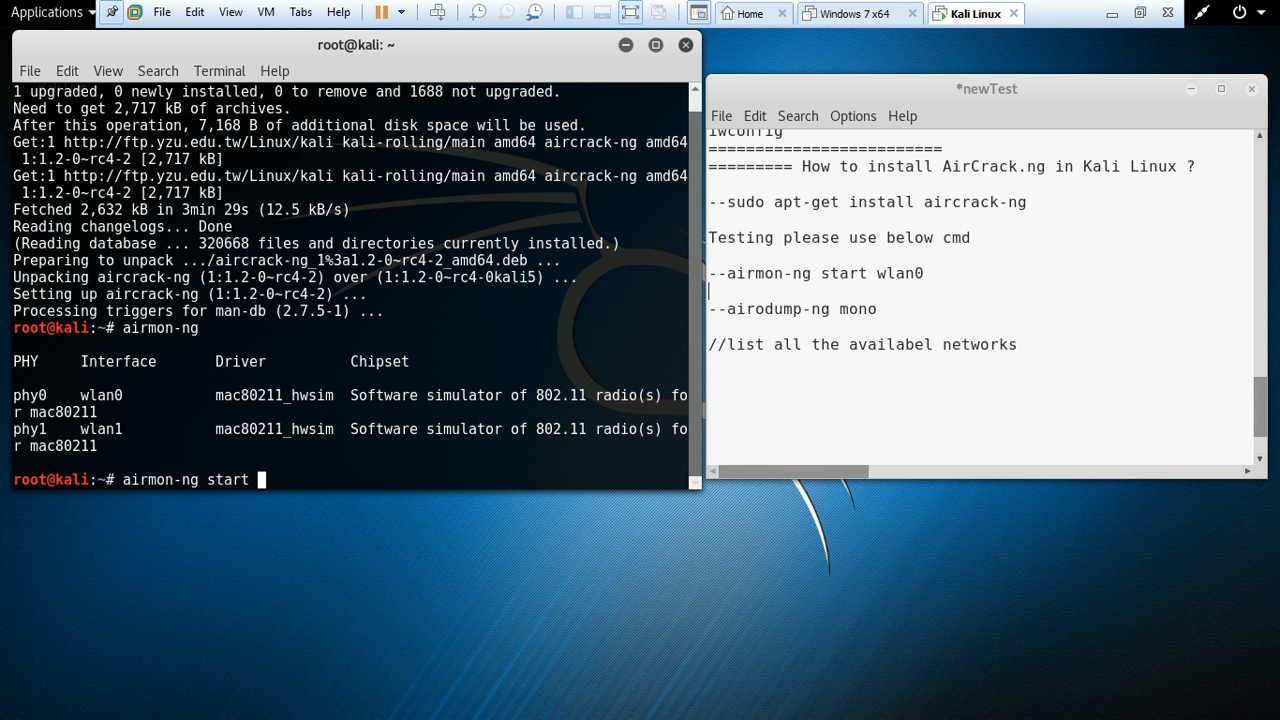 Applications
File Edit View VM Tabs Help
Home
Windows 7 x64
Kali Linux
root@kali: ~
File Edit View Search Terminal Help
1 upgraded, 0 newly installed, 0 to remove and 1688 not upgraded.
Need to get 2,717 kB of archives.
After this operation, 7,168 B of additional disk space will be used.
Get:1 http://ftp.yzu.edu.tw/Linux/kali kali-rolling/main amd64 aircrack-ng amd64
1:1.2-0~rc4-2 [2,717 kB]
Get:1 http://ftp.yzu.edu.tw/Linux/kali kali-rolling/main amd64 aircrack-ng amd64
1:1.2-0~rc4-2 [2,717 kB]
Fetched 2,632 kB in 3min 29s (12.5 kB/s)
Reading changelogs... Done
(Reading database ... 320668 files and directories currently installed.)
Preparing to unpack .../aircrack-ng_1%3a1.2-0~rc4-2_amd64.deb ...
Unpacking aircrack-ng (1:1.2-0~rc4-2) over (1:1.2-0~rc4-0kali5) ...
Setting up aircrack-ng (1:1.2-0~rc4-2) ...
Processing triggers for man-db (2.7.5-1) ...
root@kali:~# airmon-ng
PHY Interface Driver Chipset
phy0 wlan0 mac80211_hwsim Software simulator of 802.11 radio(s) fo
r mac80211
phy1 wlan1 mac80211_hwsim Software simulator of 802.11 radio(s) fo
r mac80211
root@kali:~# airmon-ng start
*newTest
File Edit Search Options Help
iwconfig
=========================
========= How to install AirCrack.ng in Kali Linux ?
--sudo apt-get install aircrack-ng
Testing please use below cmd
--airmon-ng start wlan0
--airodump-ng mono
//list all the availabel networks